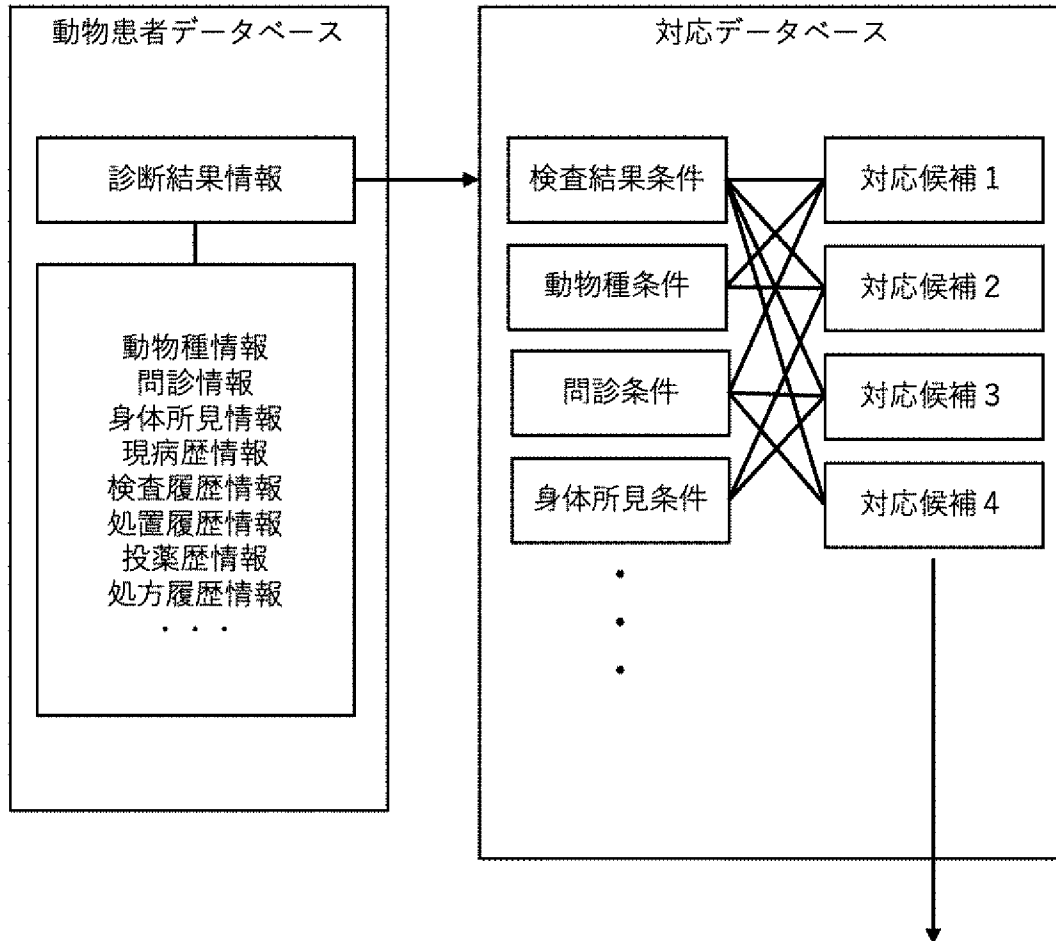 動物患者データベース
診断結果情報
動物種情報
問診情報
身体所見情報
現病歴情報
検査履歴情報
処置履歴情報
投薬歴情報
処方履歴情報
・・・
対応データベース
検査結果条件
対応候補1
動物種条件
対応候補2
問診条件
対応候補3
身体所見条件
対応候補4